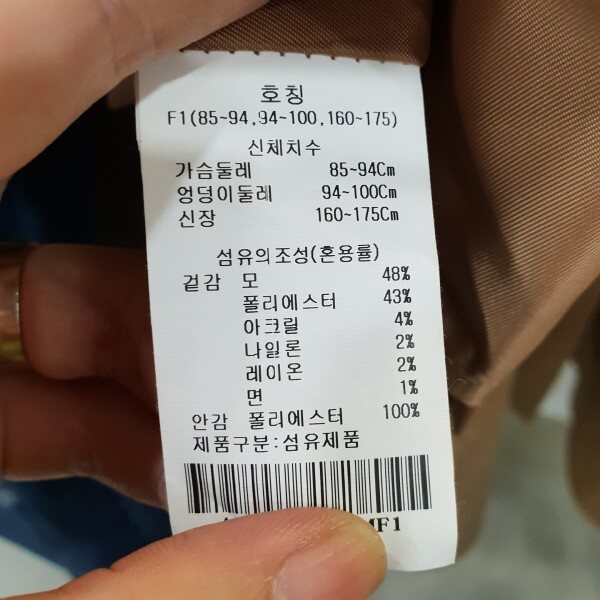 호칭
F1(85~94,94~100,160~175)
신체치수
가슴둘레 85~94Cm
엉덩이둘레 94~100Cm
신장 160~175Cm
섬유의조성(혼용률)
겉감 모 48%
폴리에스터 43%
아크릴 4%
나일론 2%
레이온 2%
면 1%
안감 폴리에스터 100%
제품구분:섬유제품
MF1